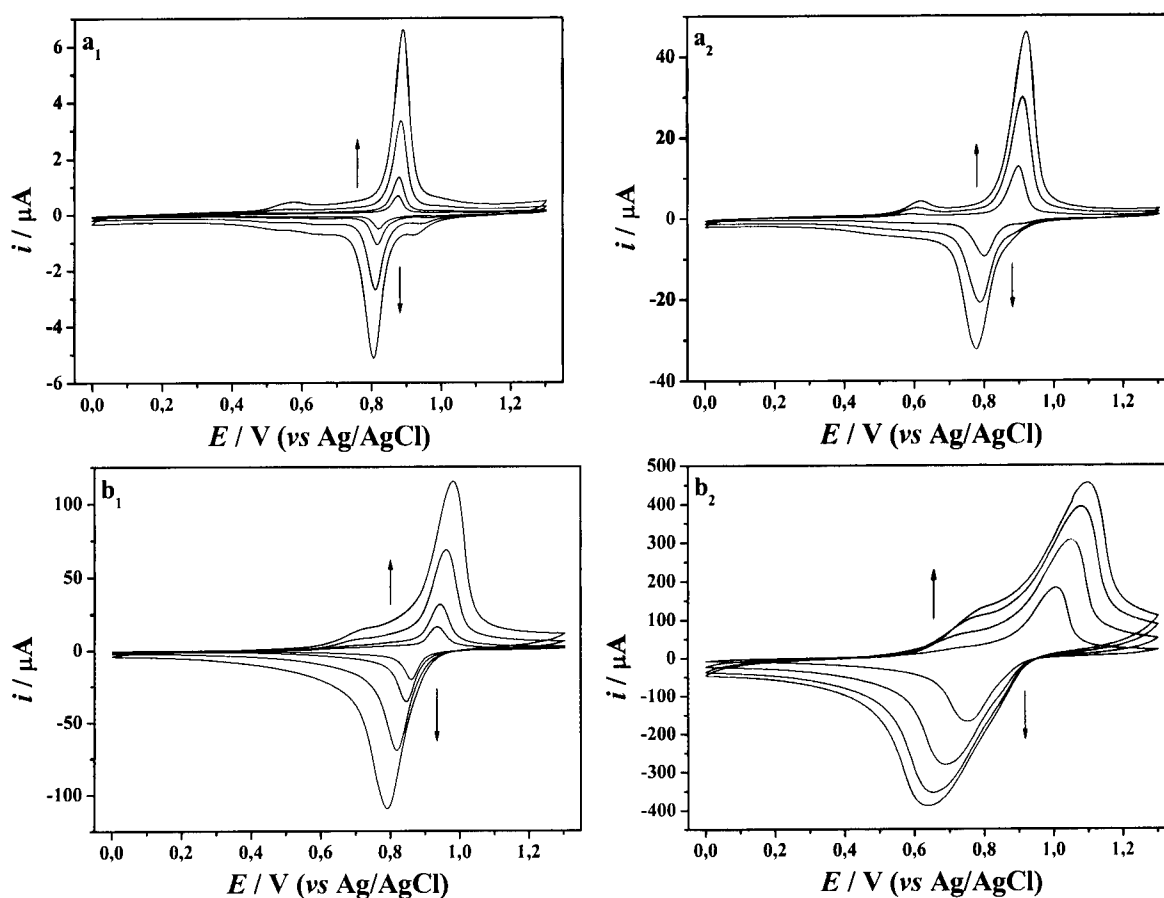 a1
6
4
2
0
-2
-4
-6
i / μA
0,0 0,2 0,4 0,6 0,8 1,0 1,2
E / V (vs Ag/AgCl)
a2
40
20
0
-20
-40
i / μA
0,0 0,2 0,4 0,6 0,8 1,0 1,2
E / V (vs Ag/AgCl)
b1
100
50
0
-50
-100
i / μA
0,0 0,2 0,4 0,6 0,8 1,0 1,2
E / V (vs Ag/AgCl)
b2
500
400
300
200
100
0
-100
-200
-300
-400
i / μA
0,0 0,2 0,4 0,6 0,8 1,0 1,2
E / V (vs Ag/AgCl)